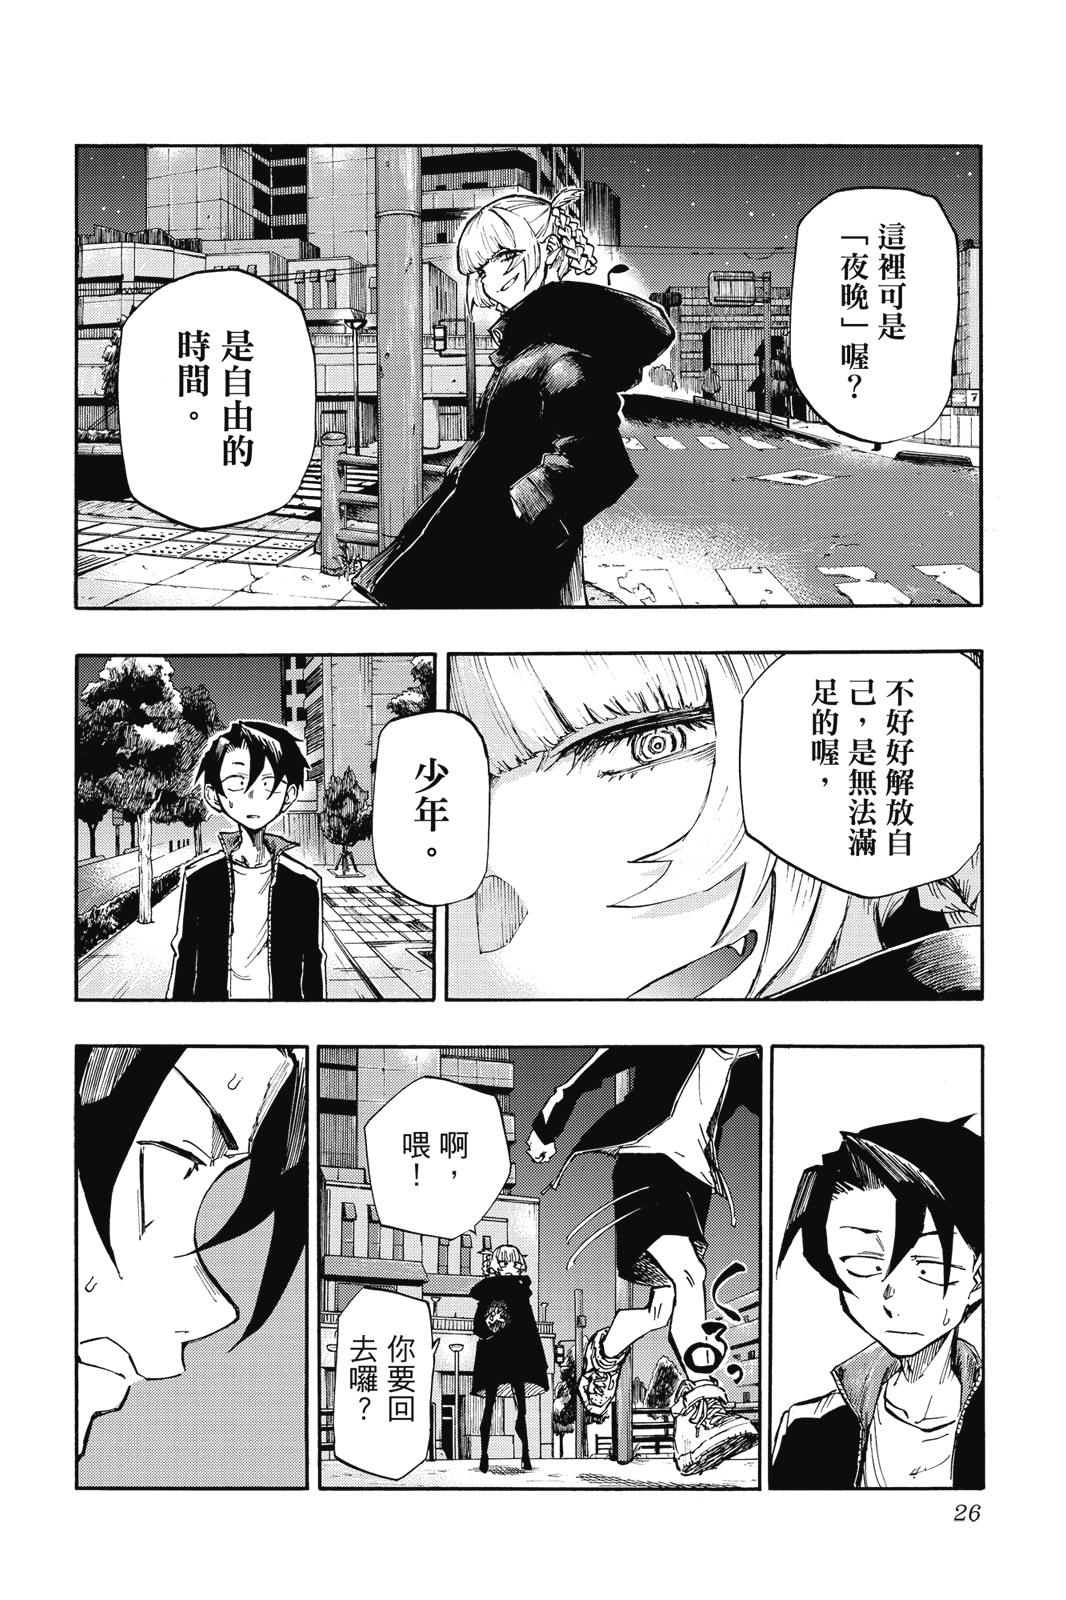 這裡可是
「夜晚」喔？
是自由的
時間。
不好好解放自
己，是無法滿
足的喔，
少年。
啊，
喂！
你要回
去囉？
26